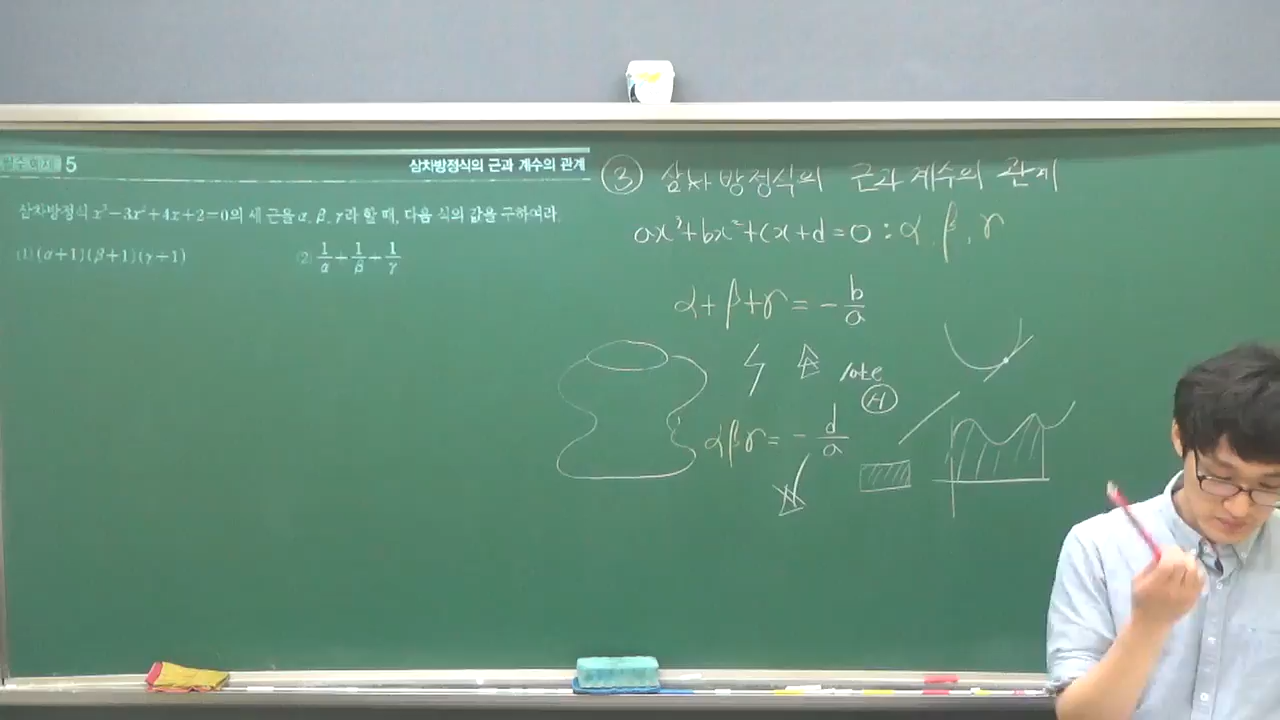 필수예제 5
삼차방정식의 근과 계수의 관계
삼차방정식 x³-3x²+4x+2=0의 세 근을 α, β, γ라 할 때, 다음 식의 값을 구하여라.
(1) (α+1)(β+1)(γ+1)
(2) 1/α+1/β+1/γ
③ 삼차방정식의 근과 계수의 관계
ax³+bx²+cx+d=0 : α, β, γ
α+β+γ = -b/a
αβγ = -d/a